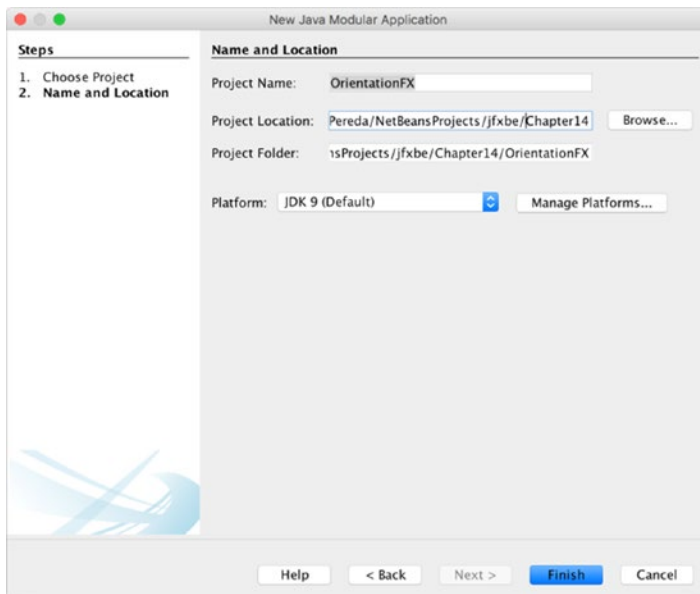 New Java Modular Application
Steps
1. Choose Project
2. Name and Location
Name and Location
Project Name: OrientationFX
Project Location: Pereda/NetBeansProjects/jfxbe/Chapter14 Browse...
Project Folder: nsProjects/jfxbe/Chapter14/OrientationFX
Platform: JDK 9 (Default) Manage Platforms...
Help < Back Next > Finish Cancel